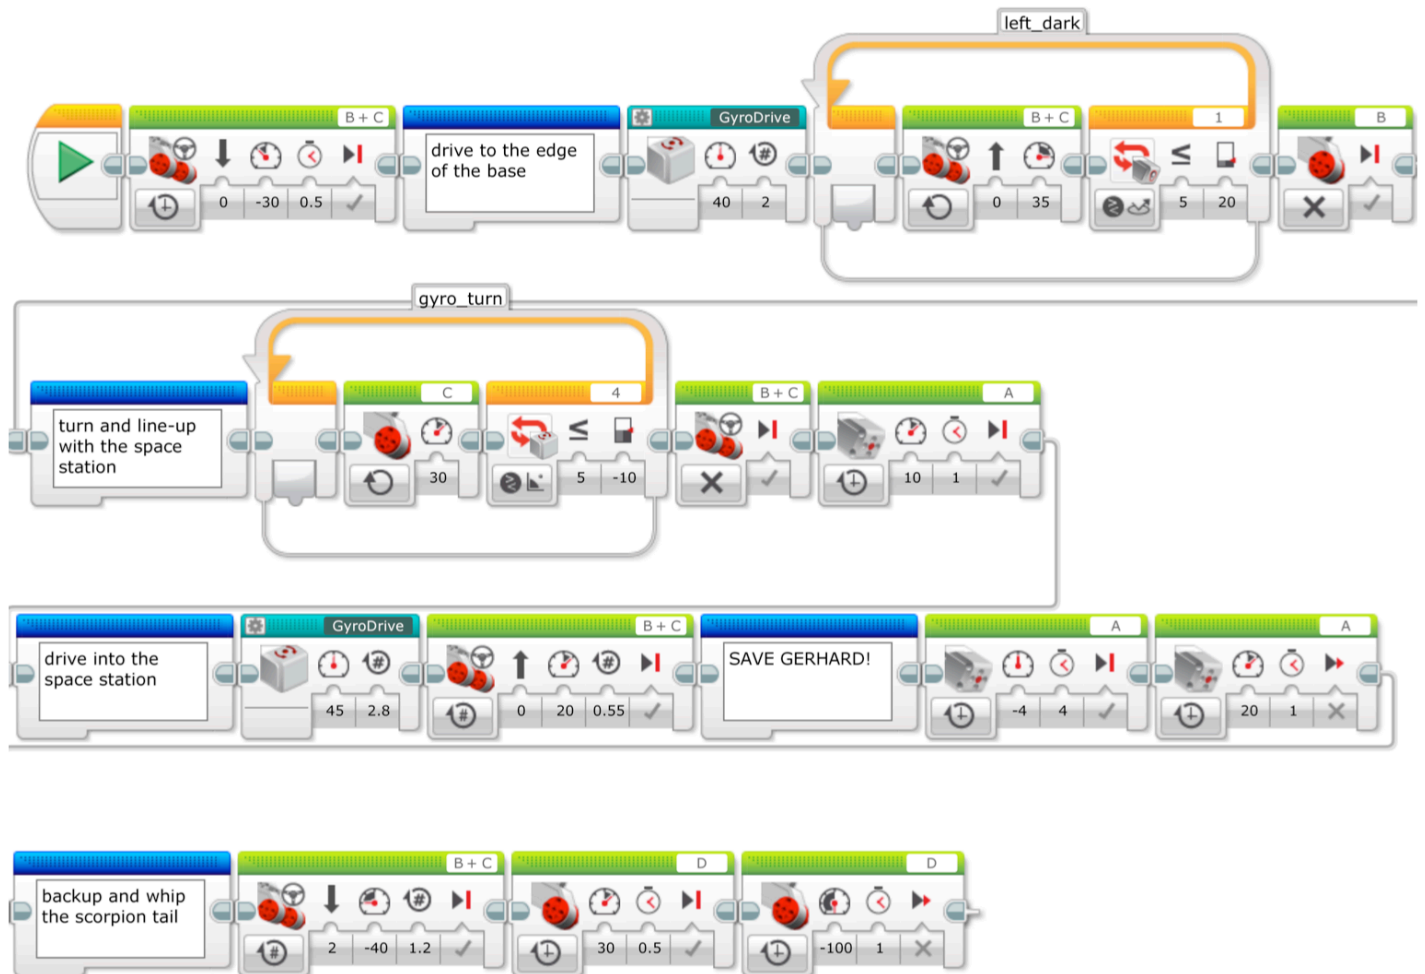 left_dark
B + C
GyroDrive
B + C
1
B
drive to the edge
of the base
0 -30 0.5
40 2
0 35
≤
5 20
gyro_turn
C
4
B + C
A
turn and line-up
with the space
station
30
≤
5 -10
10 1
GyroDrive
B + C
A
A
drive into the
space station
SAVE GERHARD!
45 2.8
0 20 0.55
-4 4
20 1
B + C
D
D
backup and whip
the scorpion tail
2 -40 1.2
30 0.5
-100 1